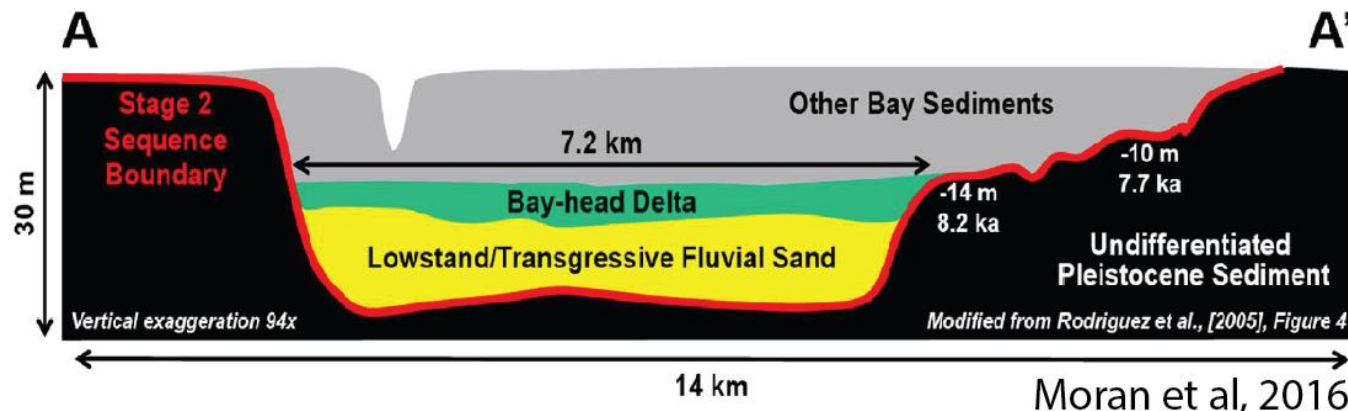 A
A'
Stage 2
Sequence
Boundary
Other Bay Sediments
7.2 km
30 m
Bay-head Delta
-10 m
7.7 ka
-14 m
8.2 ka
Lowstand/Transgressive Fluvial Sand
Undifferentiated
Pleistocene Sediment
Vertical exaggeration 94x
Modified from Rodriguez et al., [2005], Figure 4
14 km
Moran et al, 2016